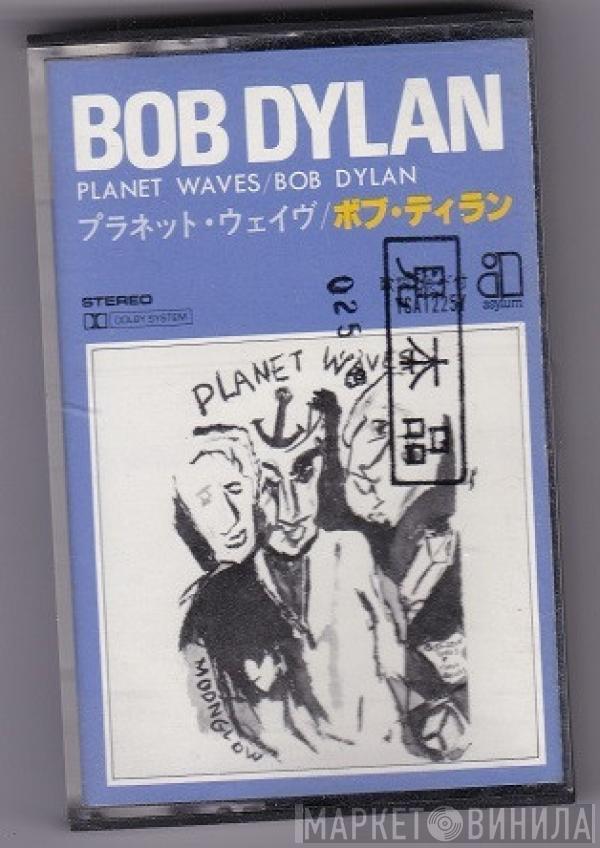 BOB DYLAN
PLANET WAVES/BOB DYLAN
プラネット・ウェイヴ/ボブ・ディラン
STEREO
DOLBY SYSTEM
asylum
025
見本品
PLANET WAVES
MOONGLOW
МАРКЕТ ВИНИЛА